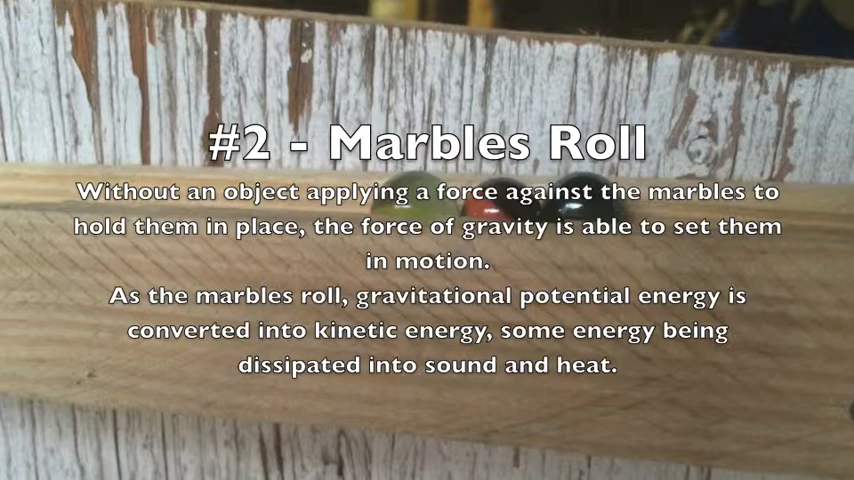 #2 - Marbles Roll
Without an object applying a force against the marbles to
hold them in place, the force of gravity is able to set them
in motion.
As the marbles roll, gravitational potential energy is
converted into kinetic energy, some energy being
dissipated into sound and heat.